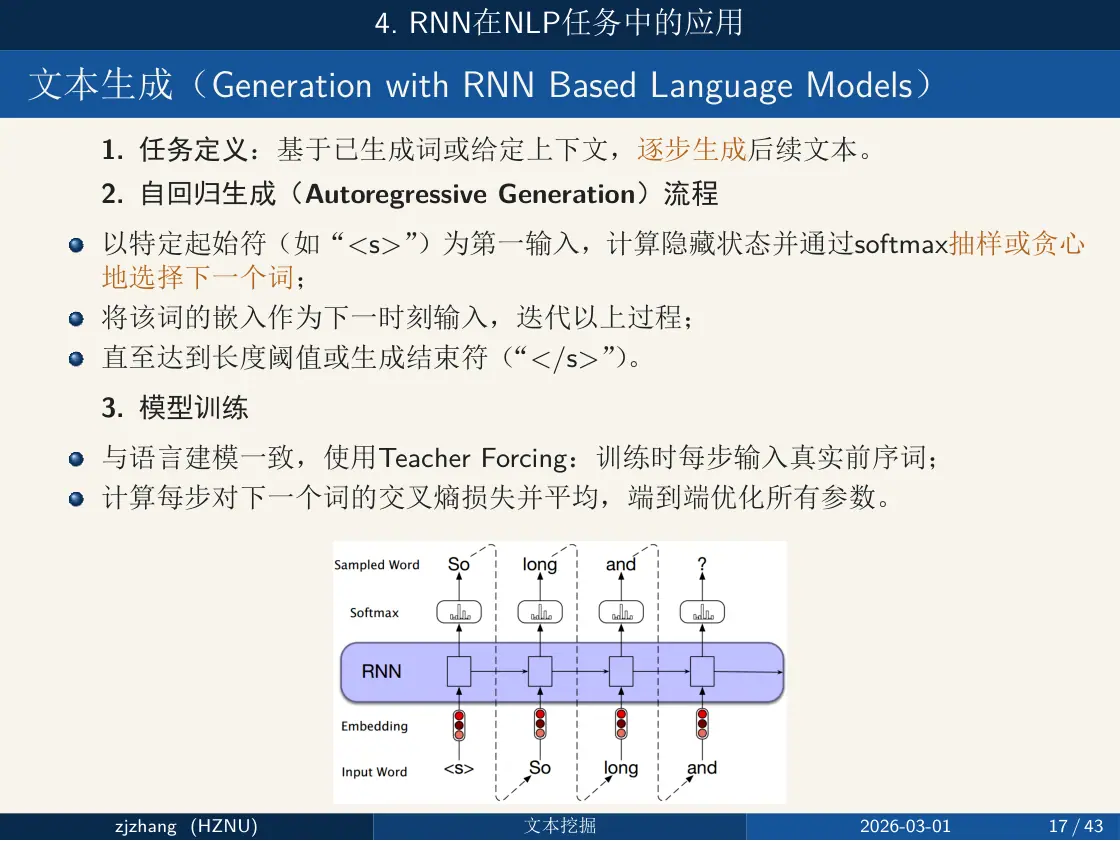 4. RNN在NLP任务中的应用
文本生成（Generation with RNN Based Language Models）
1. 任务定义：基于已生成词或给定上下文，逐步生成后续文本。
2. 自回归生成（Autoregressive Generation）流程
以特定起始符（如“<s>”）为第一输入，计算隐藏状态并通过softmax抽样或贪心
地选择下一个词；
将该词的嵌入作为下一时刻输入，迭代以上过程；
直至达到长度阈值或生成结束符（“</s>”）。
3. 模型训练
与语言建模一致，使用Teacher Forcing：训练时每步输入真实前序词；
计算每步对下一个词的交叉熵损失并平均，端到端优化所有参数。
Sampled Word So long and ?
Softmax
RNN
Embedding
Input Word <s> So long and
zjzhang (HZNU) 文本挖掘 2026-03-01 17 / 43